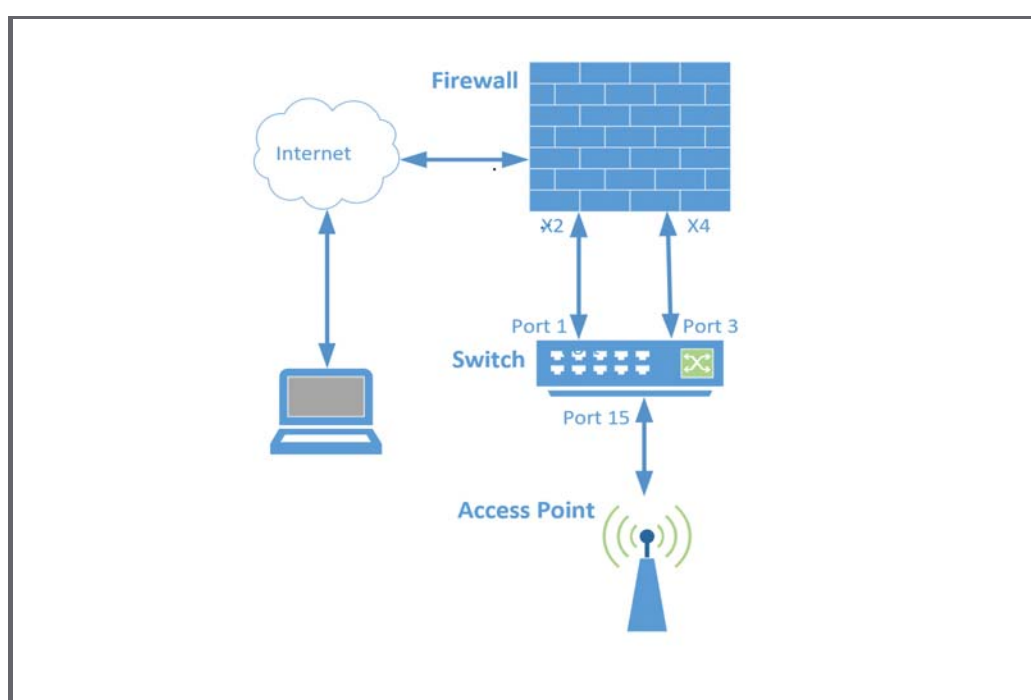 Firewall
Internet
X2
X4
Port 1
Port 3
Switch
Port 15
Access Point